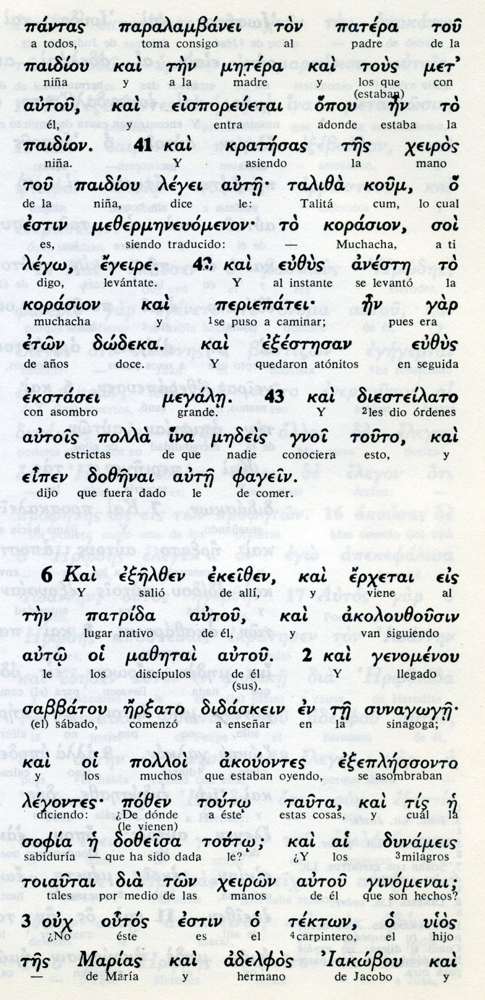 πάντας παραλαμβάνει τὸν πατέρα τοῦ
a todos, toma consigo al padre de la
παιδίου καὶ τὴν μητέρα καὶ τοὺς μετ’
niña y a la madre y los que con
(estaban)
αὐτοῦ, καὶ εἰσπορεύεται ὅπου ἦν τὸ
él, y entra adonde estaba la
παιδίον. 41 καὶ κρατήσας τῆς χειρὸς
niña. Y asiendo la mano
τοῦ παιδίου λέγει αὐτῇ· ταλιθὰ κοῦμ, ὅ
de la niña, dice le: Talitá cum, lo cual
ἐστιν μεθερμηνευόμενον· τὸ κοράσιον, σοὶ
es, siendo traducido: — Muchacha, a ti
λέγω, ἔγειρε. 42 καὶ εὐθὺς ἀνέστη τὸ
digo, levántate. Y al instante se levantó la
κοράσιον καὶ περιεπάτει· ἦν γὰρ
muchacha y 1se puso a caminar; pues era
ἐτῶν δώδεκα. καὶ ἐξέστησαν εὐθὺς
de años doce. Y quedaron atónitos en seguida
ἐκστάσει μεγάλῃ. 43 καὶ διεστείλατο
con asombro grande. Y 2les dio órdenes
αὐτοῖς πολλὰ ἵνα μηδεὶς γνοῖ τοῦτο, καὶ
estrictas de que nadie conociera esto, y
εἶπεν δοθῆναι αὐτῇ φαγεῖν.
dijo que fuera dado le de comer.
6 Καὶ ἐξῆλθεν ἐκεῖθεν, καὶ ἔρχεται εἰς
Y salió de allí, y viene al
τὴν πατρίδα αὐτοῦ, καὶ ἀκολουθοῦσιν
lugar nativo de él, y van siguiendo
αὐτῷ οἱ μαθηταὶ αὐτοῦ. 2 καὶ γενομένου
le los discípulos de él Y llegado
(sus).
σαββάτου ἤρξατο διδάσκειν ἐν τῇ συναγωγῇ·
(el) sábado, comenzó a enseñar en la sinagoga;
καὶ οἱ πολλοὶ ἀκούοντες ἐξεπλήσσοντο
y los muchos que estaban oyendo, se asombraban
λέγοντες· πόθεν τούτῳ ταῦτα, καὶ τίς ἡ
diciendo: ¿De dónde a éste estas cosas, y cuál la
(le vienen)
σοφία ἡ δοθεῖσα τούτῳ; καὶ αἱ δυνάμεις
sabiduría que ha sido dada le? ¿Y los 3milagros
τοιαῦται διὰ τῶν χειρῶν αὐτοῦ γινόμεναι;
tales por medio de las manos de él que son hechos?
3 οὐχ οὗτός ἐστιν ὁ τέκτων, ὁ υἱὸς
¿No éste es el 4carpintero, el hijo
τῆς Μαρίας καὶ ἀδελφὸς Ἰακώβου καὶ
— de María y hermano de Jacobo y